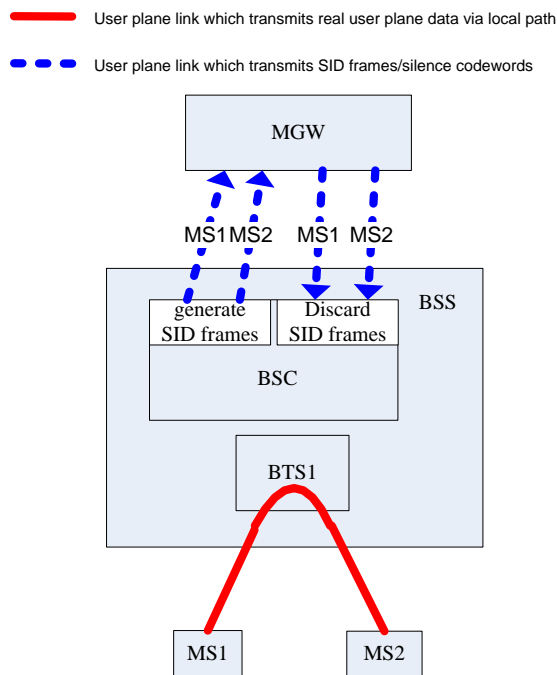 User plane link which transmits real user plane data via local path
User plane link which transmits SID frames/silence codewords
MGW
MS1 MS2 MS1 MS2
BSS
generate
SID frames
Discard
SID frames
BSC
BTS1
MS1
MS2